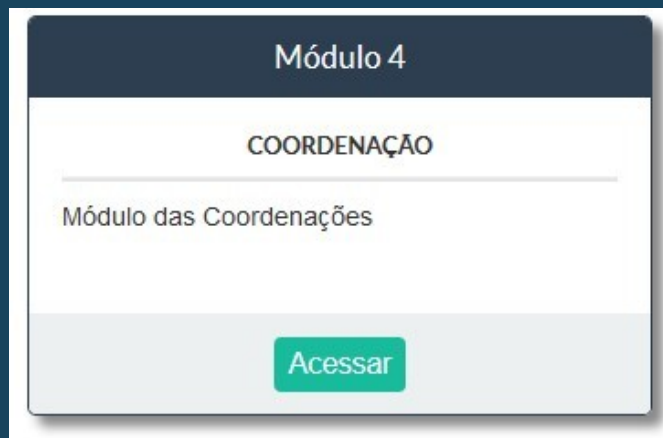 Módulo 4
COORDENAÇÃO
Módulo das Coordenações
Acessar